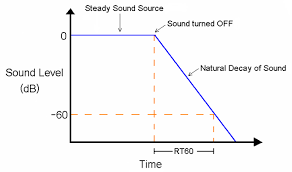 Steady Sound Source
Sound turned OFF
0
Sound Level
(dB)
Natural Decay of Sound
-60
RT60
Time